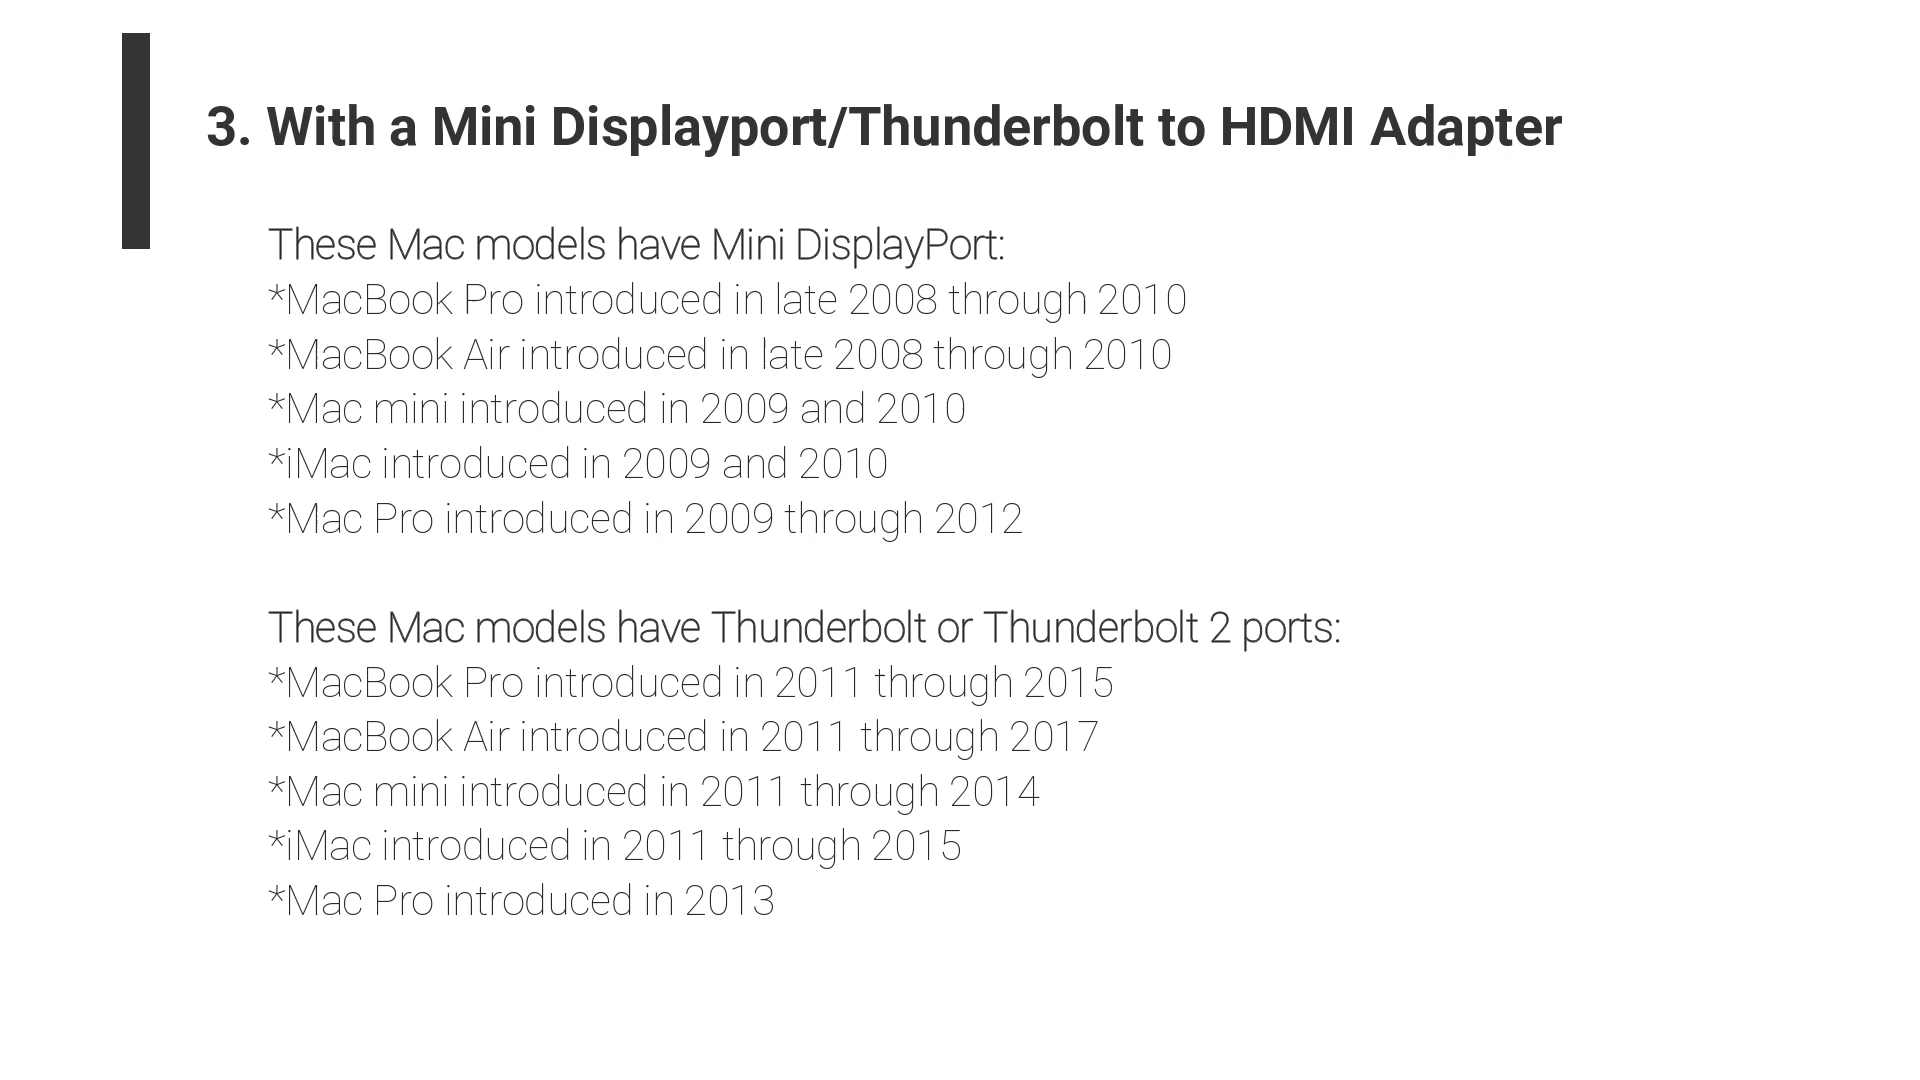 3. With a Mini Displayport/Thunderbolt to HDMI Adapter
These Mac models have Mini DisplayPort:
*MacBook Pro introduced in late 2008 through 2010
*MacBook Air introduced in late 2008 through 2010
*Mac mini introduced in 2009 and 2010
*iMac introduced in 2009 and 2010
*Mac Pro introduced in 2009 through 2012
These Mac models have Thunderbolt or Thunderbolt 2 ports:
*MacBook Pro introduced in 2011 through 2015
*MacBook Air introduced in 2011 through 2017
*Mac mini introduced in 2011 through 2014
*iMac introduced in 2011 through 2015
*Mac Pro introduced in 2013